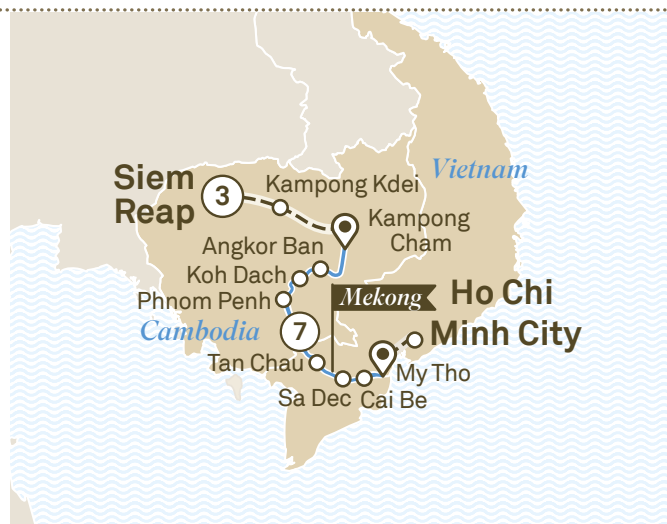 Vietnam
Siem
Reap
3
Kampong Kdei
Kampong
Cham
Angkor Ban
Koh Dach
Phnom Penh
Mekong
Ho Chi
Minh City
Cambodia
7
Tan Chau
My Tho
Sa Dec
Cai Be